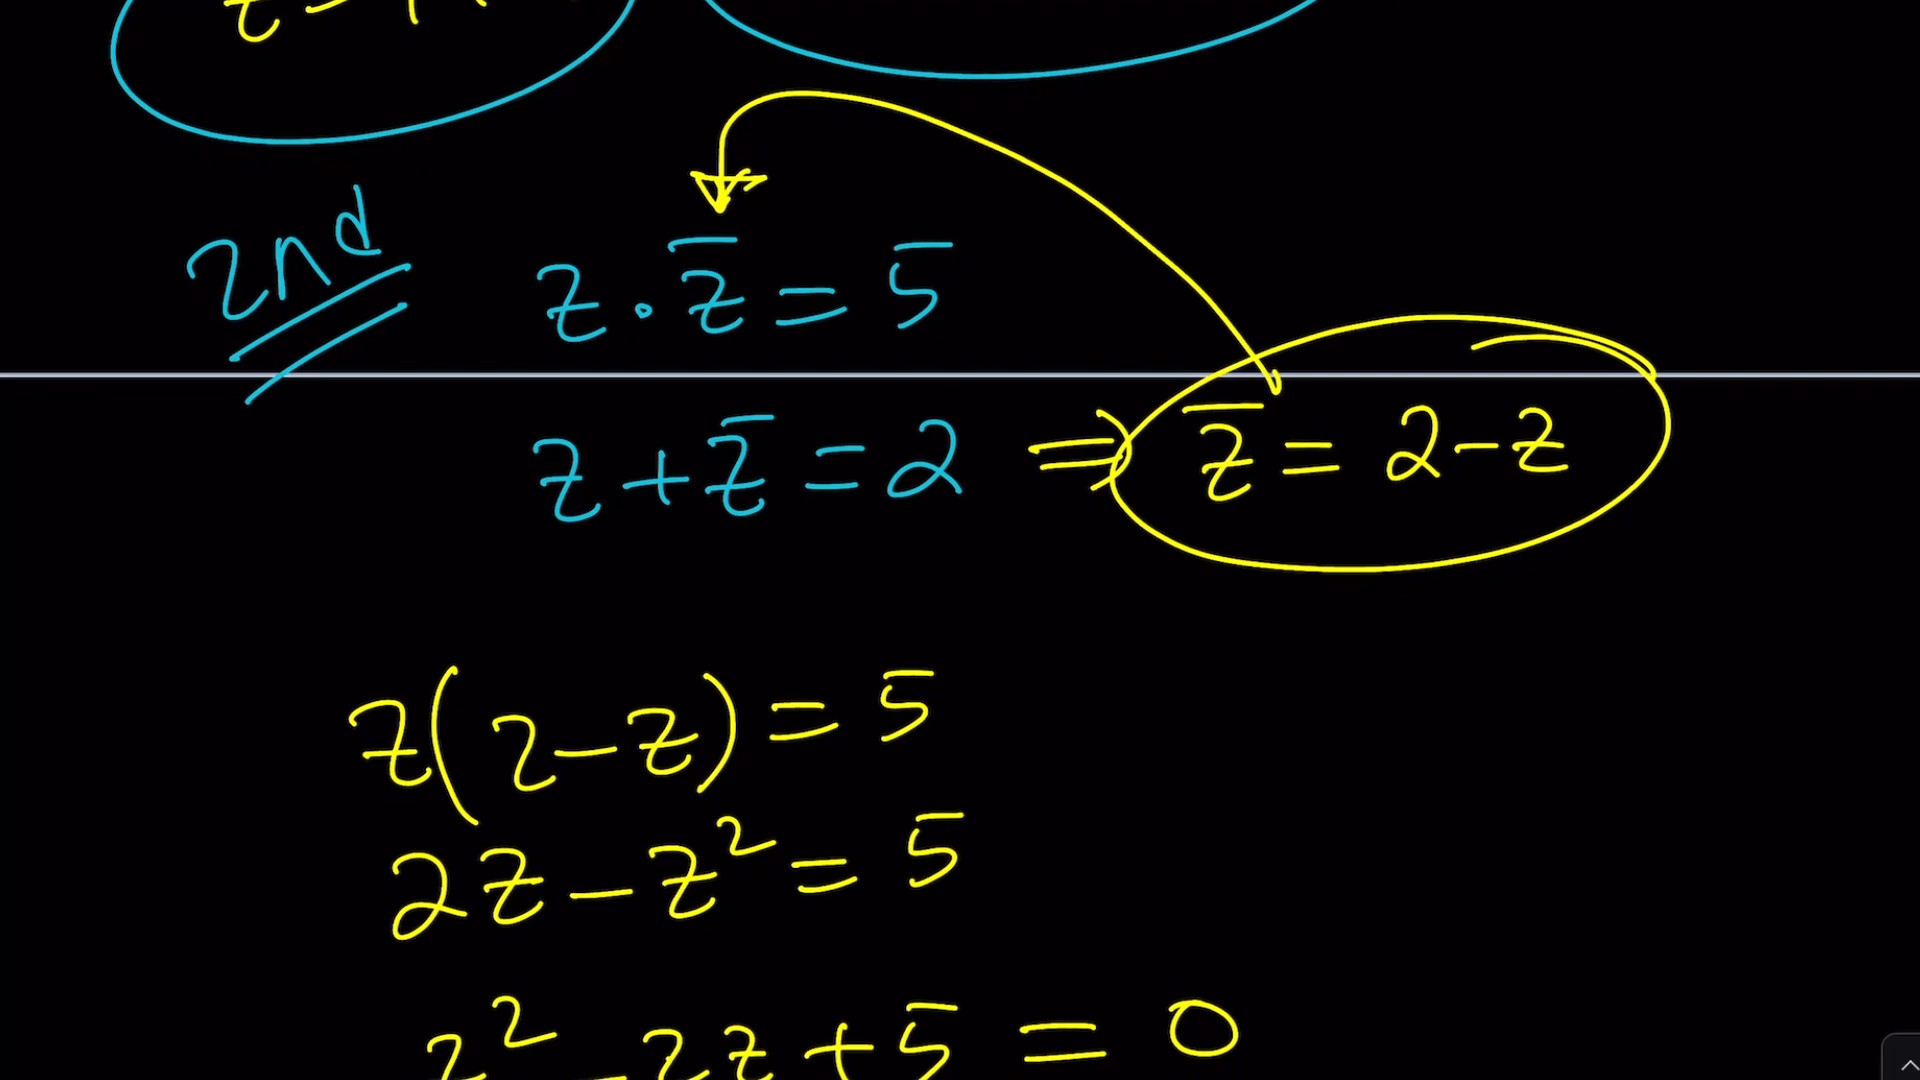 2nd
z · z̅ = 5
z + z̅ = 2 ⇒ z̅ = 2 - z
z(2 - z) = 5
2z - z² = 5
z² - 2z + 5 = 0